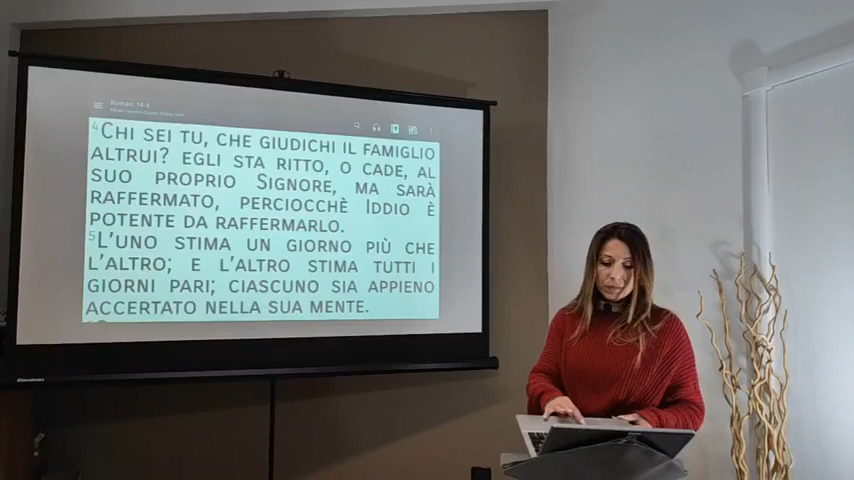 Romani 14:4
4CHI SEI TU, CHE GIUDICHI IL FAMIGLIO
ALTRUI? EGLI STA RITTO, O CADE, AL
SUO PROPRIO SIGNORE, MA SARÀ
RAFFERMATO, PERCIOCCHÈ IDDIO È
POTENTE DA RAFFERMARLO.
5L'UNO STIMA UN GIORNO PIÙ CHE
L'ALTRO; E L'ALTRO STIMA TUTTI I
GIORNI PARI; CIASCUNO SIA APPIENO
ACCERTATO NELLA SUA MENTE.